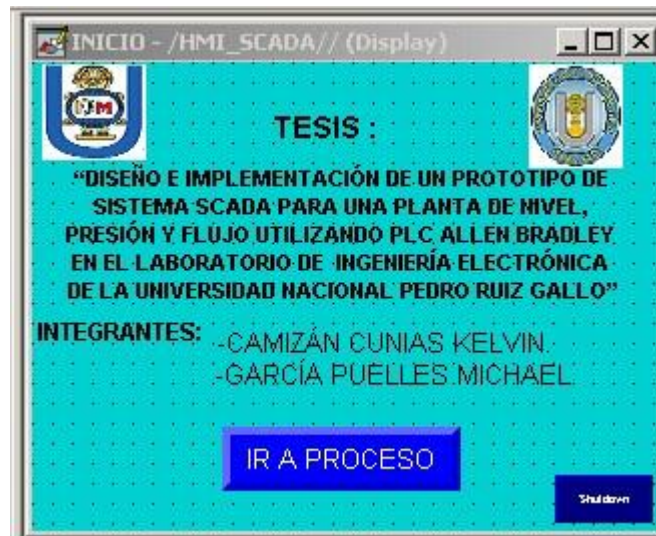 INICIO - /HMI_SCADA// (Display)
TESIS :
“DISEÑO E IMPLEMENTACIÓN DE UN PROTOTIPO DE
SISTEMA SCADA PARA UNA PLANTA DE NIVEL,
PRESIÓN Y FLUJO UTILIZANDO PLC ALLEN BRADLEY
EN EL LABORATORIO DE INGENIERÍA ELECTRÓNICA
DE LA UNIVERSIDAD NACIONAL PEDRO RUIZ GALLO”
INTEGRANTES:
-CAMIZÁN CUNIAS KELVIN.
-GARCÍA PUELLES MICHAEL.
IR A PROCESO
Shutdown